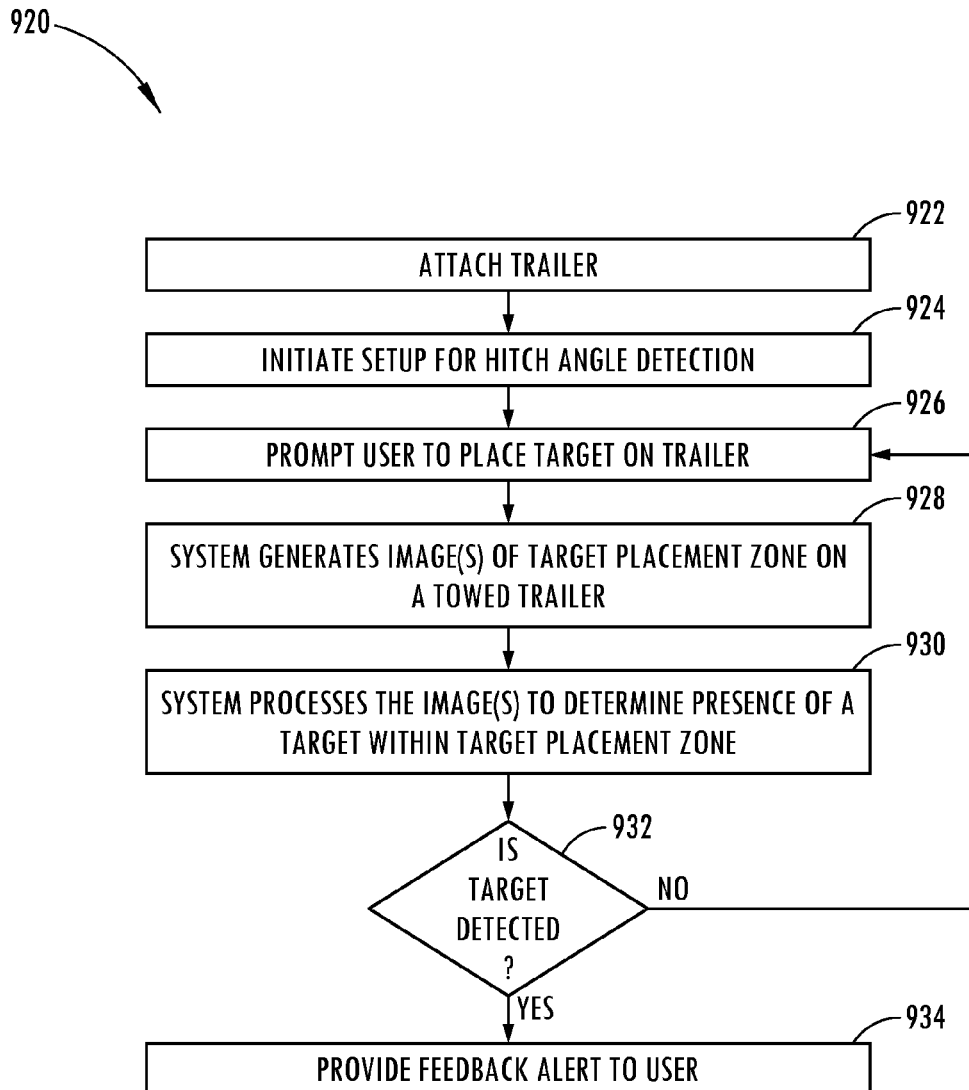 920
922
ATTACH TRAILER
924
INITIATE SETUP FOR HITCH ANGLE DETECTION
926
PROMPT USER TO PLACE TARGET ON TRAILER
928
SYSTEM GENERATES IMAGE(S) OF TARGET PLACEMENT ZONE ON
A TOWED TRAILER
930
SYSTEM PROCESSES THE IMAGE(S) TO DETERMINE PRESENCE OF A
TARGET WITHIN TARGET PLACEMENT ZONE
932
IS
TARGET
DETECTED
?
NO
YES
934
PROVIDE FEEDBACK ALERT TO USER